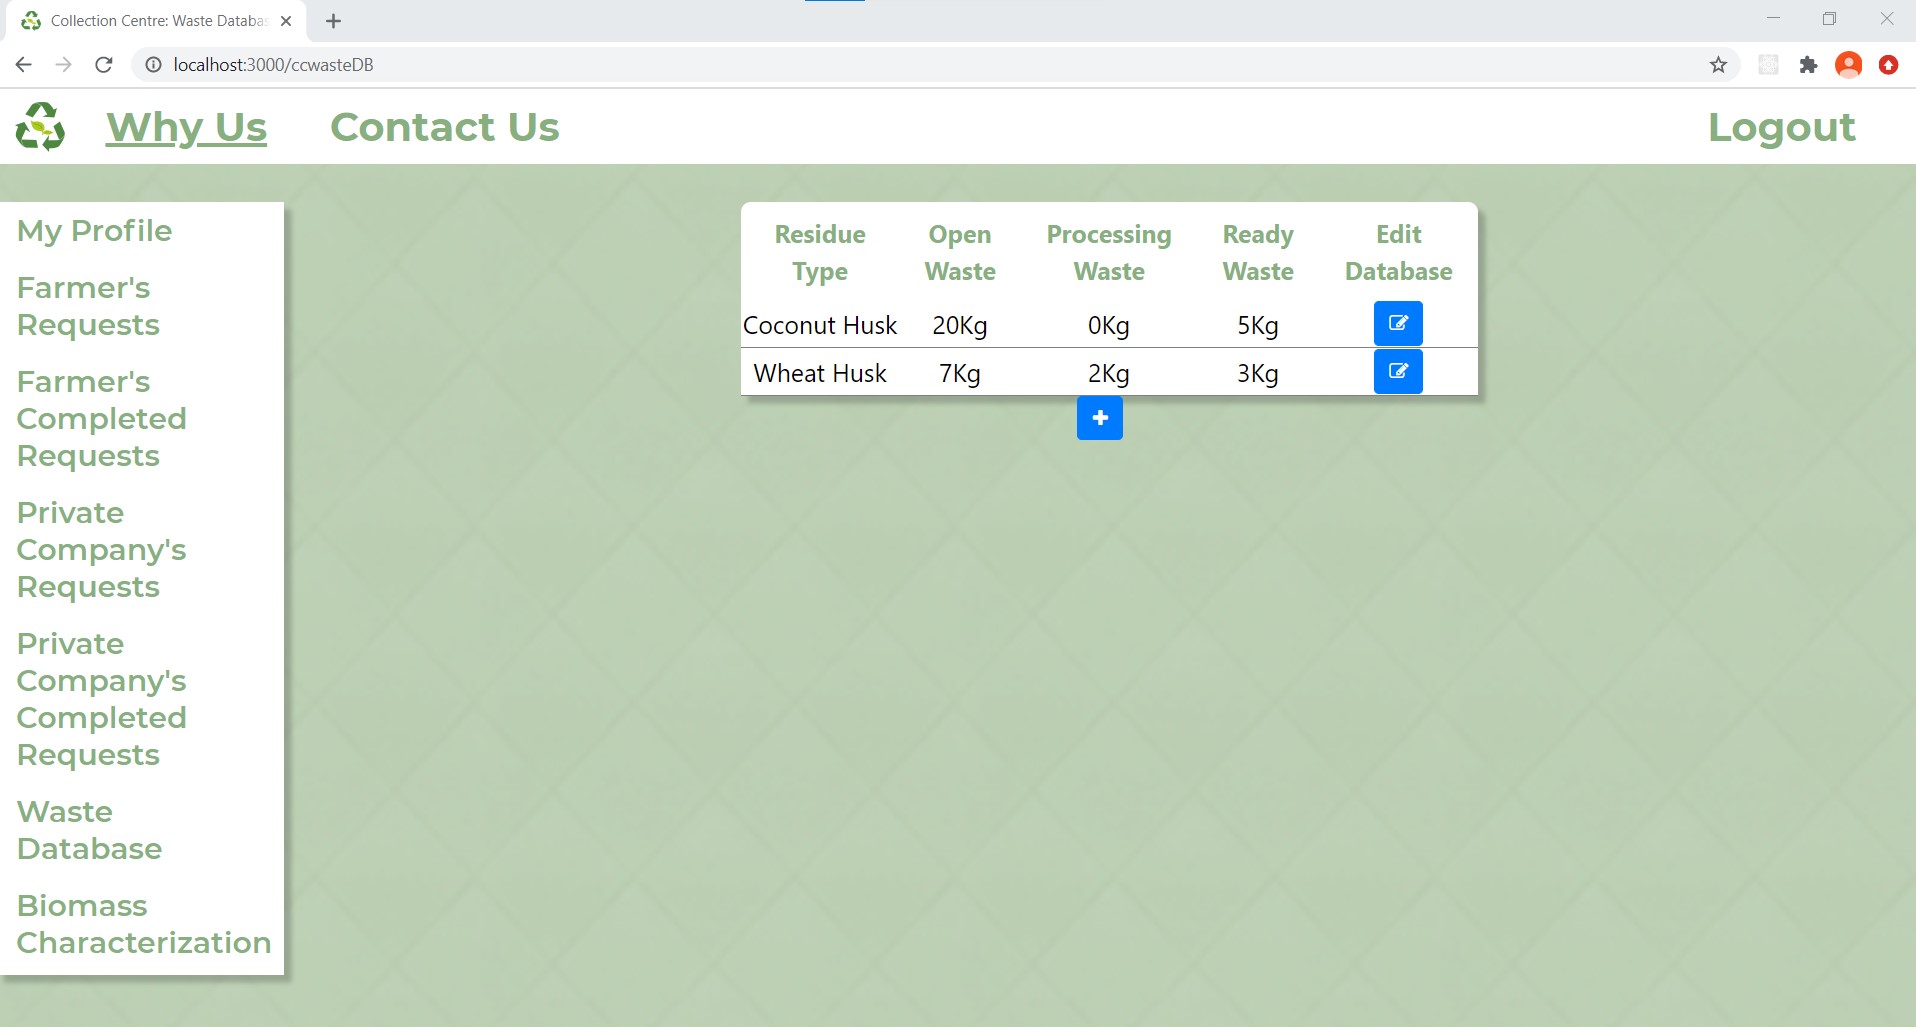 Collection Centre: Waste Databas
localhost:3000/ccwasteDB
Why Us Contact Us Logout
My Profile
Farmer's
Requests
Farmer's
Completed
Requests
Private
Company's
Requests
Private
Company's
Completed
Requests
Waste
Database
Biomass
Characterization
Residue Open Processing Ready Edit
Type Waste Waste Waste Database
Coconut Husk 20Kg 0Kg 5Kg
Wheat Husk 7Kg 2Kg 3Kg